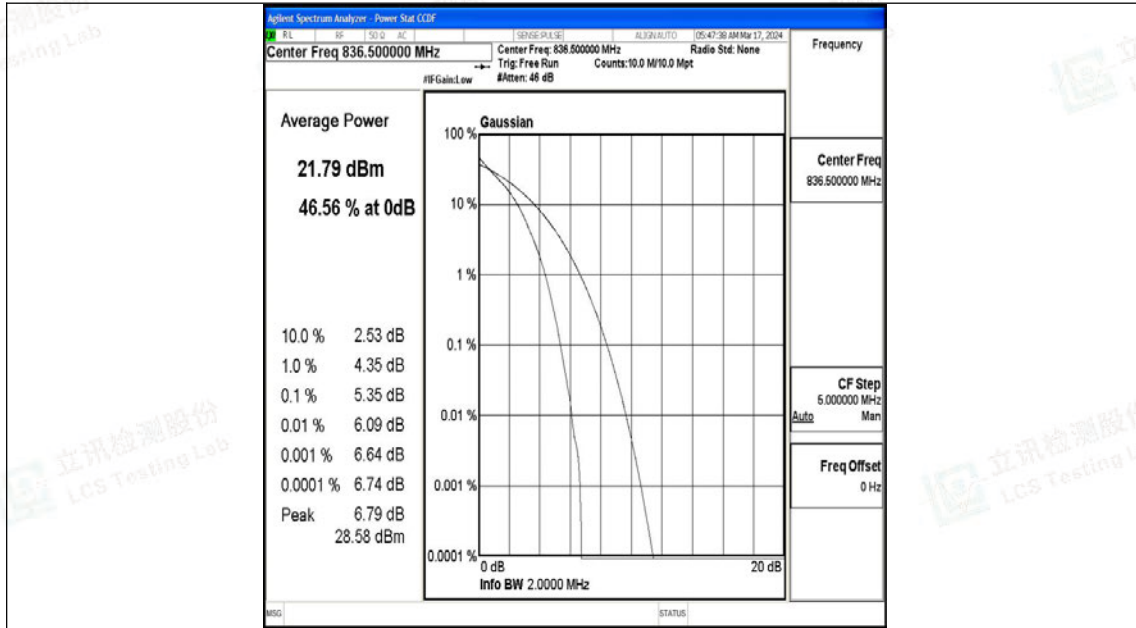 Agilent Spectrum Analyzer - Power Stat CCDF
RL RF 50 Ω AC SENSE:PULSE ALIGNAUTO 05:47:38 AM Mar 17, 2024
Center Freq 836.500000 MHz
Center Freq: 836.500000 MHz Radio Std: None
Trig: Free Run Counts:10.0 M/10.0 Mpt
#IFGain:Low #Atten: 46 dB
Frequency
Average Power
21.79 dBm
46.56 % at 0dB
10.0 % 2.53 dB
1.0 % 4.35 dB
0.1 % 5.35 dB
0.01 % 6.09 dB
0.001 % 6.64 dB
0.0001 % 6.74 dB
Peak 6.79 dB
28.58 dBm
Gaussian
100 %
10 %
1 %
0.1 %
0.01 %
0.001 %
0.0001 %
0 dB 20 dB
Info BW 2.0000 MHz
Center Freq
836.500000 MHz
CF Step
5.000000 MHz
Auto Man
Freq Offset
0 Hz
MSG STATUS
立讯检测股份
LCS Testing Lab
立讯检测股份
LCS Testing L